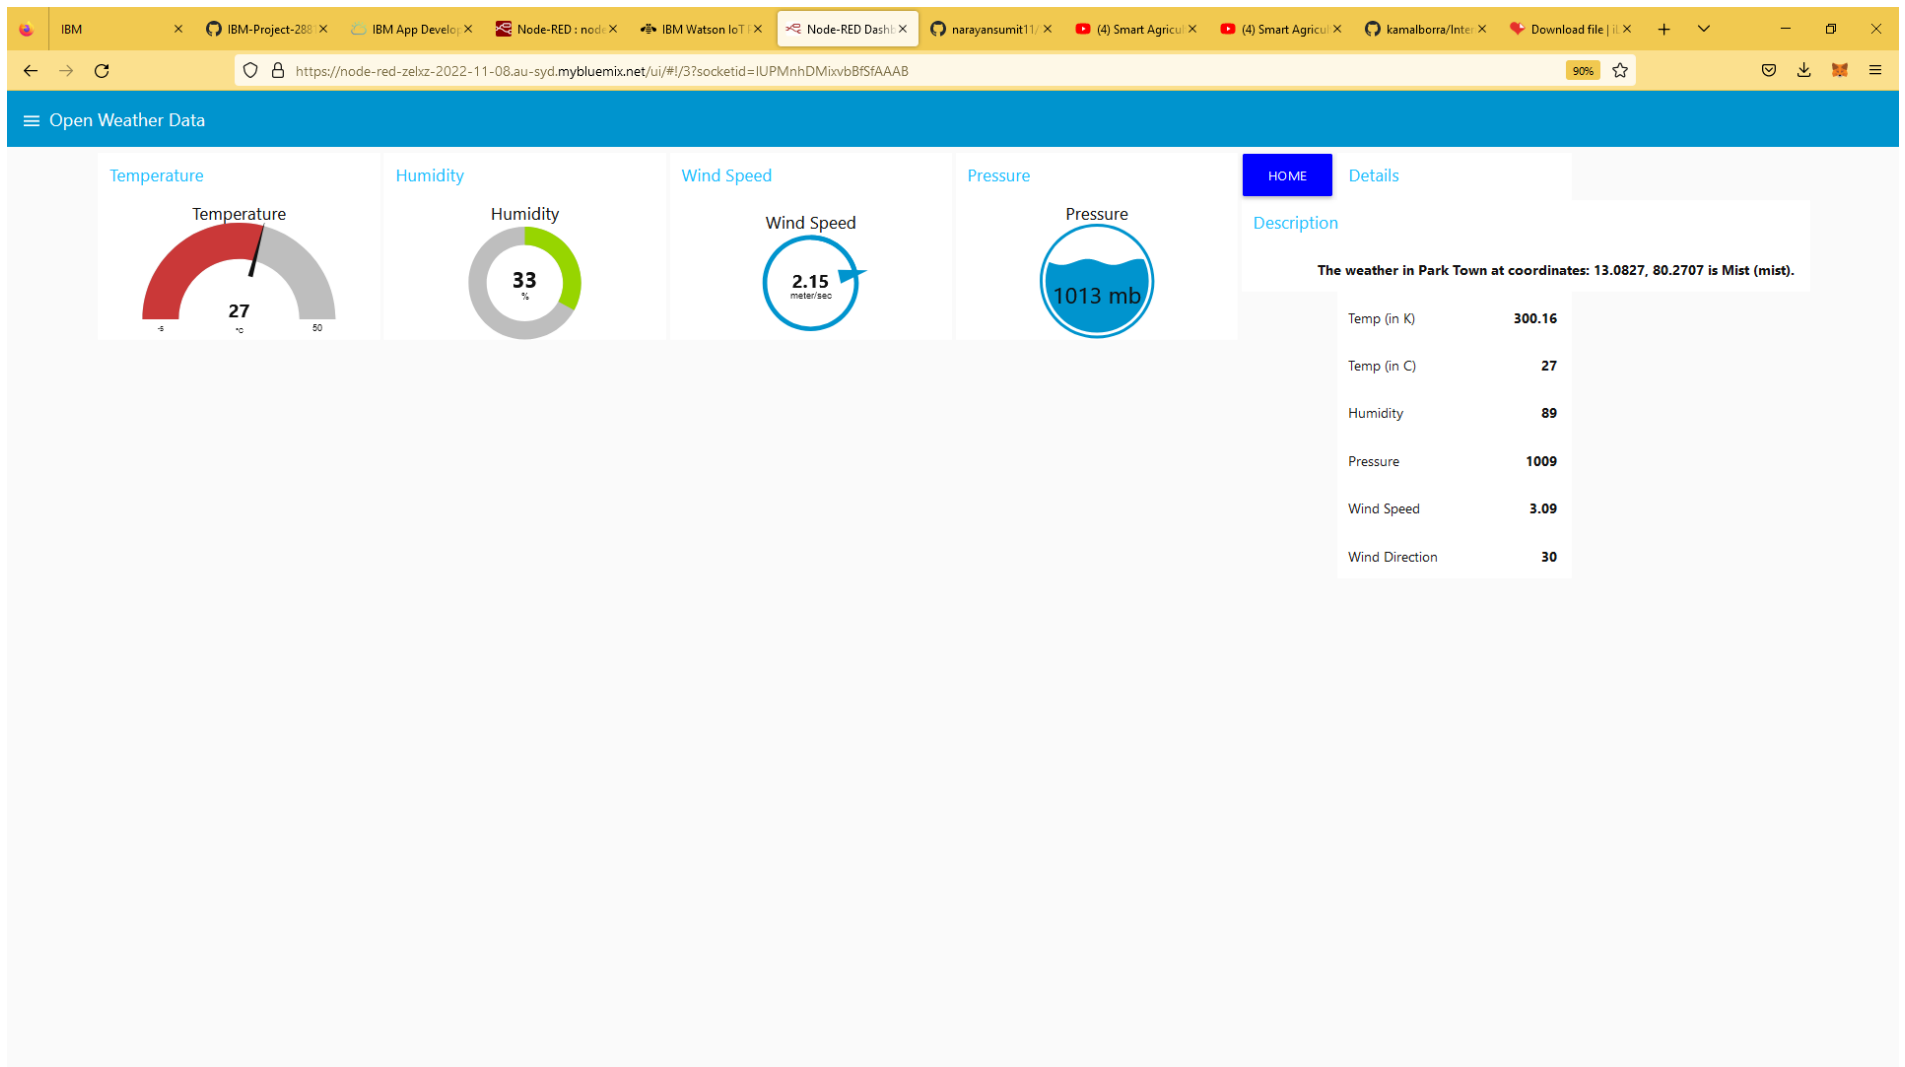 IBM
IBM-Project-2881
IBM App Develop
Node-RED : node
IBM Watson IoT
Node-RED Dashb
narayansumit11/
(4) Smart Agricul
(4) Smart Agricul
kamalborra/Inter
Download file | iL
https://node-red-zelxz-2022-11-08.au-syd.mybluemix.net/ui/#!/3?socketid=IUPMnhDMixvbBfSfAAAB
90%
Open Weather Data
Temperature
Temperature
27
-5 °C 50
Humidity
Humidity
33
%
Wind Speed
Wind Speed
2.15
meter/sec
Pressure
Pressure
1013 mb
HOME
Details
Description
The weather in Park Town at coordinates: 13.0827, 80.2707 is Mist (mist).
Temp (in K) 300.16
Temp (in C) 27
Humidity 89
Pressure 1009
Wind Speed 3.09
Wind Direction 30